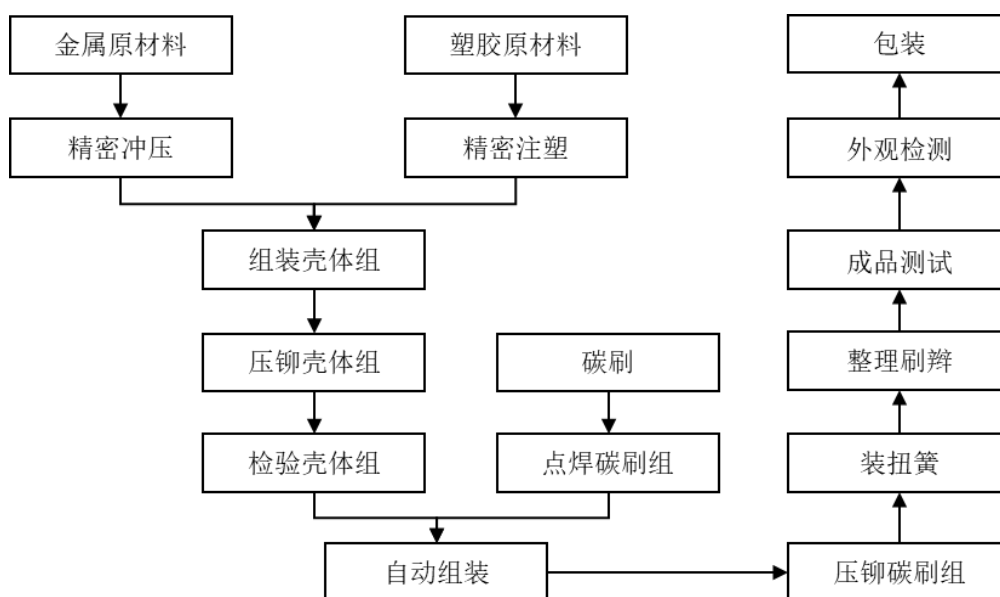 金属原材料
塑胶原材料
包装
精密冲压
精密注塑
外观检测
组装壳体组
成品测试
压铆壳体组
碳刷
整理刷辫
检验壳体组
点焊碳刷组
装扭簧
自动组装
压铆碳刷组